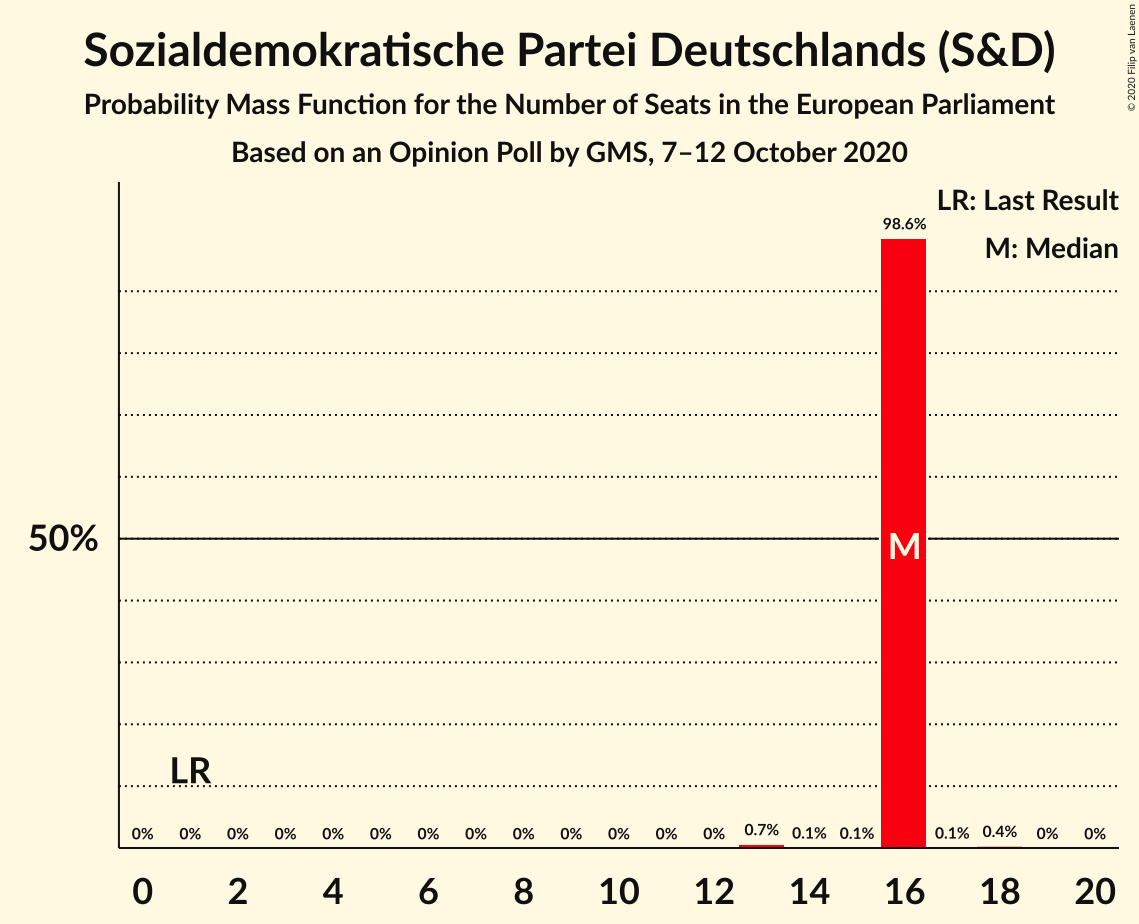 © 2020 Filip van Laenen
Sozialdemokratische Partei Deutschlands (S&D)
Probability Mass Function for the Number of Seats in the European Parliament
Based on an Opinion Poll by GMS, 7–12 October 2020
LR: Last Result
98.6%
M: Median
50%
M
LR
0% 0% 0% 0% 0% 0% 0% 0% 0% 0% 0% 0% 0% 0.7% 0.1% 0.1% 0.1% 0.4% 0% 0%
0 2 4 6 8 10 12 14 16 18 20